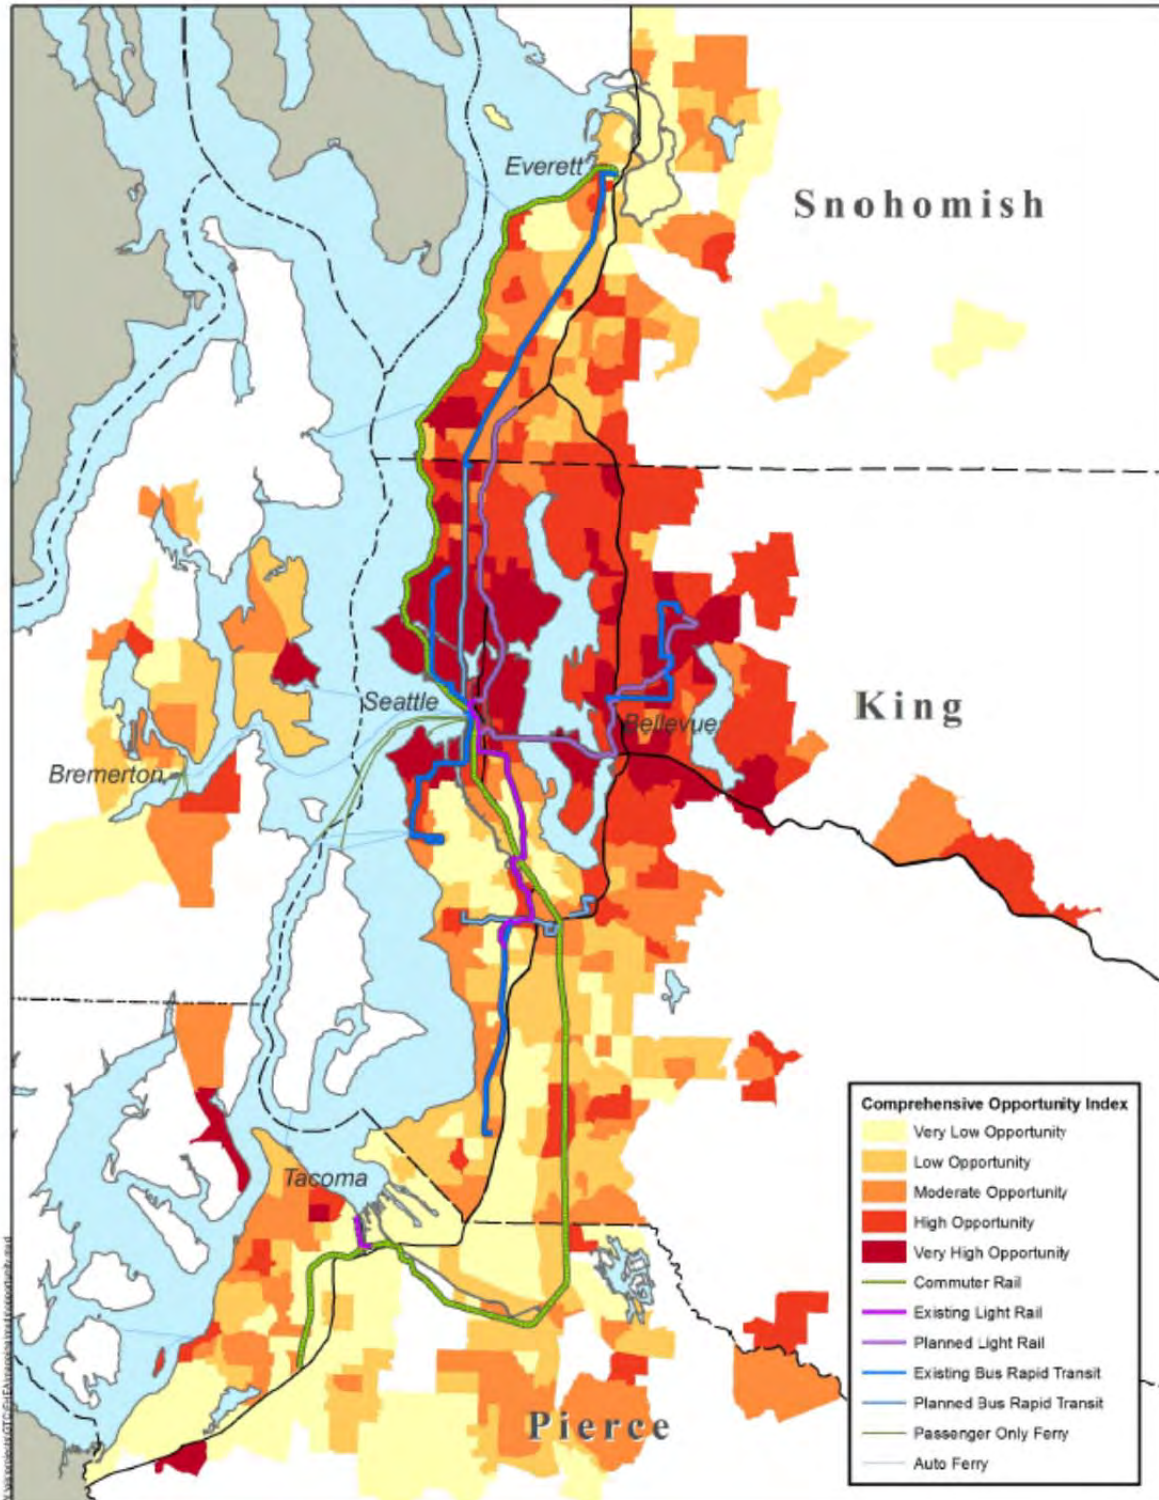 Everett
Snohomish
Seattle
King
Bellevue
Bremerton
Tacoma
Pierce
Comprehensive Opportunity Index
Very Low Opportunity
Low Opportunity
Moderate Opportunity
High Opportunity
Very High Opportunity
Commuter Rail
Existing Light Rail
Planned Light Rail
Existing Bus Rapid Transit
Planned Bus Rapid Transit
Passenger Only Ferry
Auto Ferry